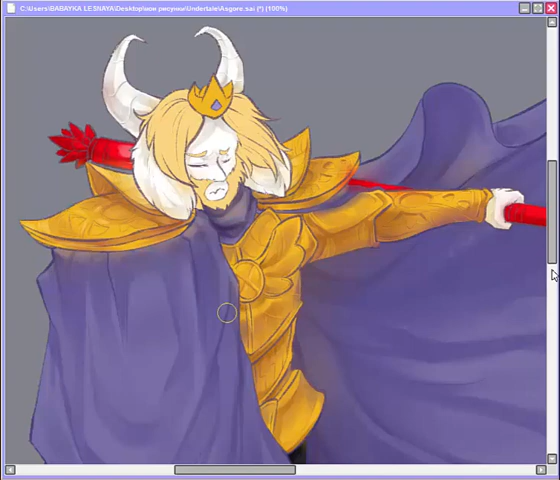 C:\Users\BABAYKA LESNAYA\Desktop\мои рисунки\Undertale\Asgore.sai (*) (100%)